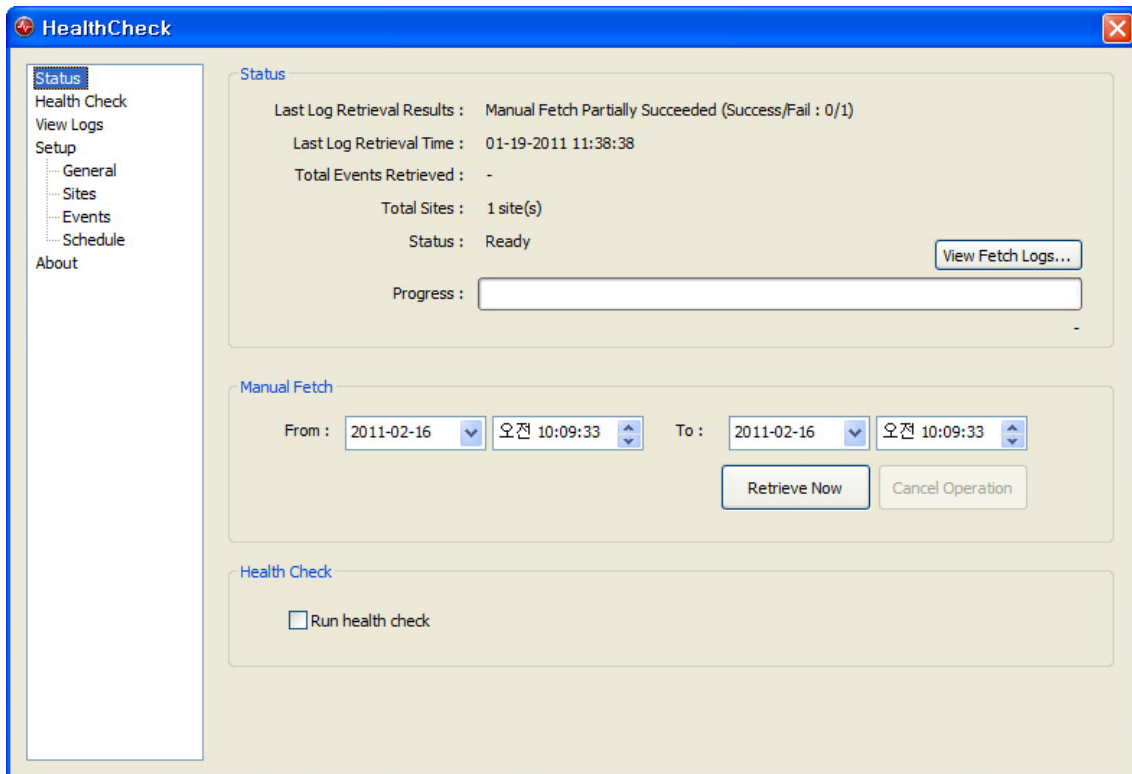 HealthCheck
Status
Health Check
View Logs
Setup
General
Sites
Events
Schedule
About
Status
Last Log Retrieval Results : Manual Fetch Partially Succeeded (Success/Fail : 0/1)
Last Log Retrieval Time : 01-19-2011 11:38:38
Total Events Retrieved : -
Total Sites : 1 site(s)
Status : Ready
View Fetch Logs...
Progress :
-
Manual Fetch
From : 2011-02-16 오전 10:09:33 To : 2011-02-16 오전 10:09:33
Retrieve Now Cancel Operation
Health Check
Run health check